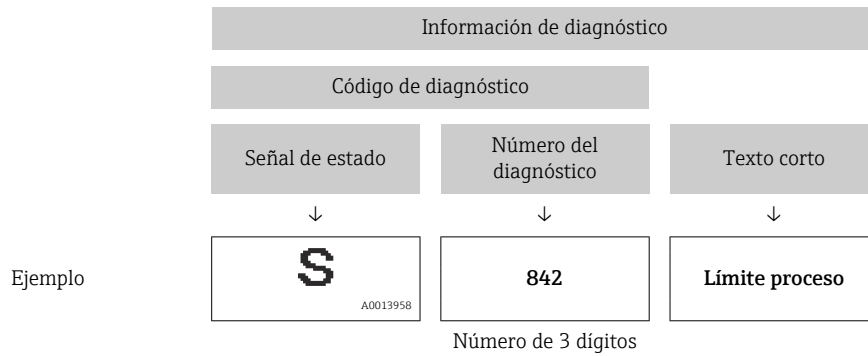 Información de diagnóstico
Código de diagnóstico
Señal de estado
Número del
diagnóstico
Texto corto
↓ ↓ ↓
Ejemplo
S
A0013958
842
Límite proceso
Número de 3 dígitos